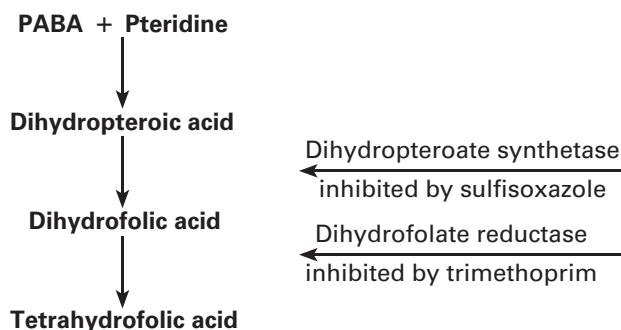 PABA + Pteridine
Dihydropteroic acid
Dihydropteroate synthetase
inhibited by sulfisoxazole
Dihydrofolic acid
Dihydrofolate reductase
inhibited by trimethoprim
Tetrahydrofolic acid